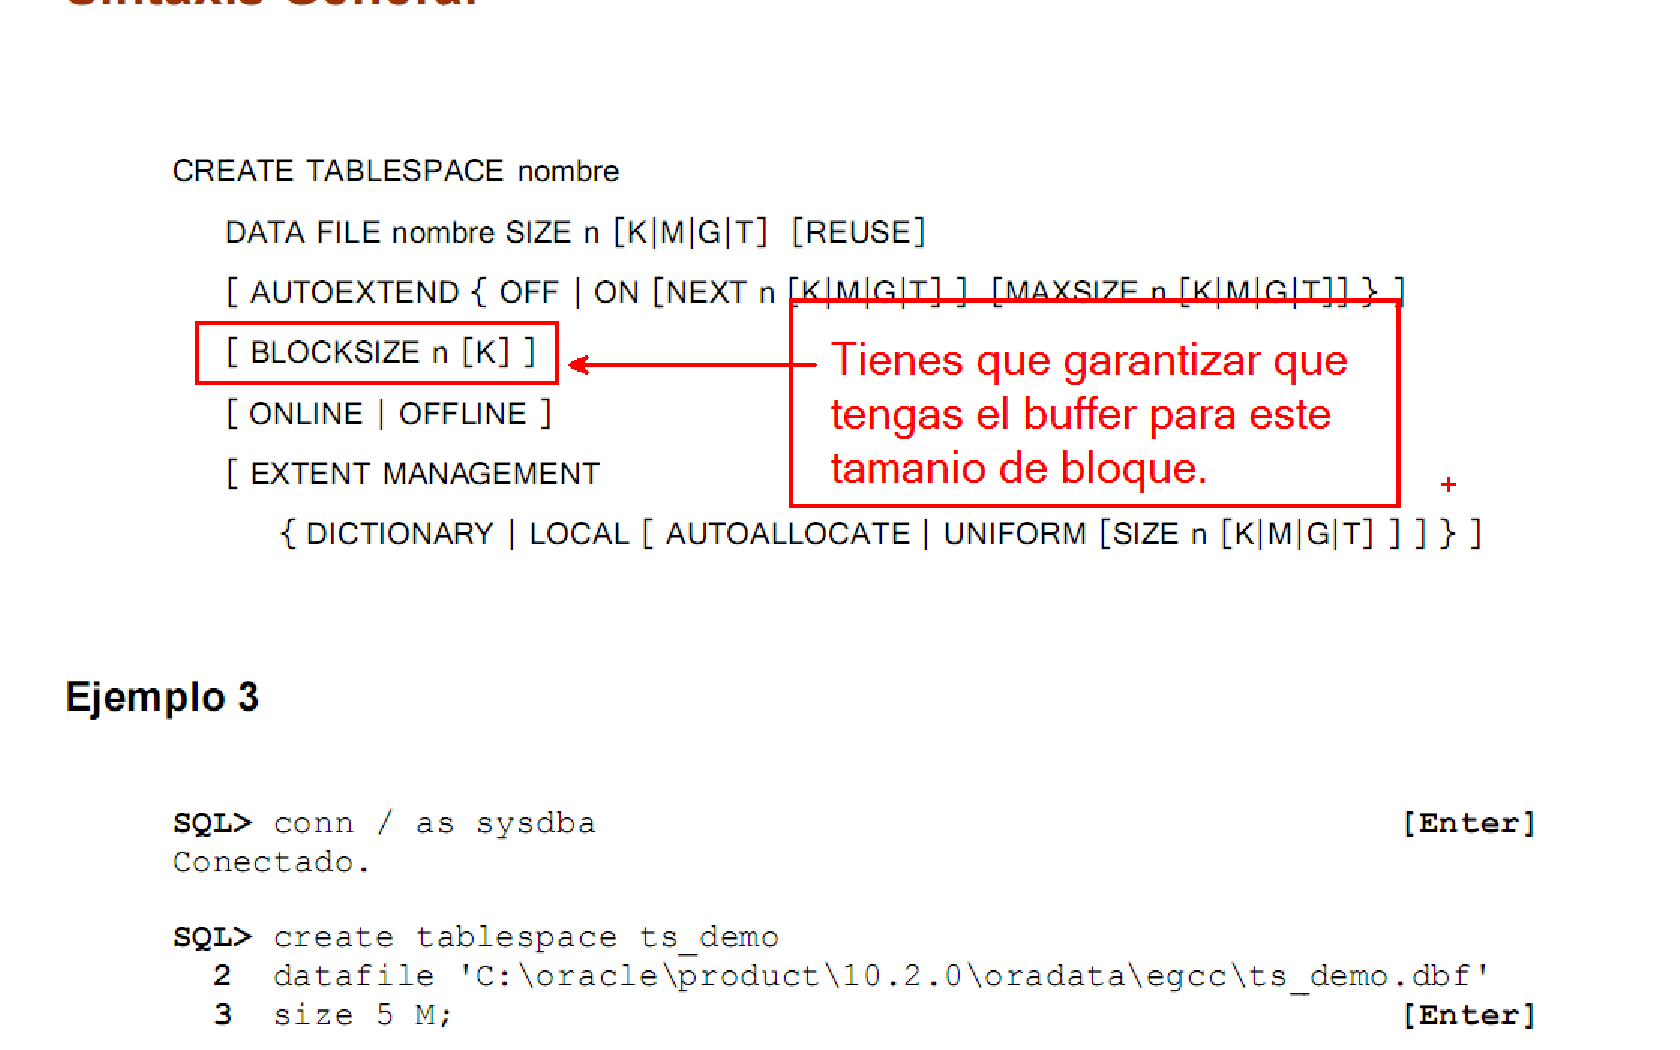 Sintaxis General
CREATE TABLESPACE nombre
DATA FILE nombre SIZE n [K|M|G|T] [REUSE]
[ AUTOEXTEND { OFF | ON [NEXT n [K|M|G|T] ] [MAXSIZE n [K|M|G|T]] } ]
[ BLOCKSIZE n [K] ]
Tienes que garantizar que
tengas el buffer para este
tamanio de bloque.
[ ONLINE | OFFLINE ]
[ EXTENT MANAGEMENT
{ DICTIONARY | LOCAL [ AUTOALLOCATE | UNIFORM [SIZE n [K|M|G|T] ] ] } ]
Ejemplo 3
SQL> conn / as sysdba [Enter]
Conectado.
SQL> create tablespace ts_demo
2 datafile 'C:\oracle\product\10.2.0\oradata\egcc\ts_demo.dbf'
3 size 5 M; [Enter]